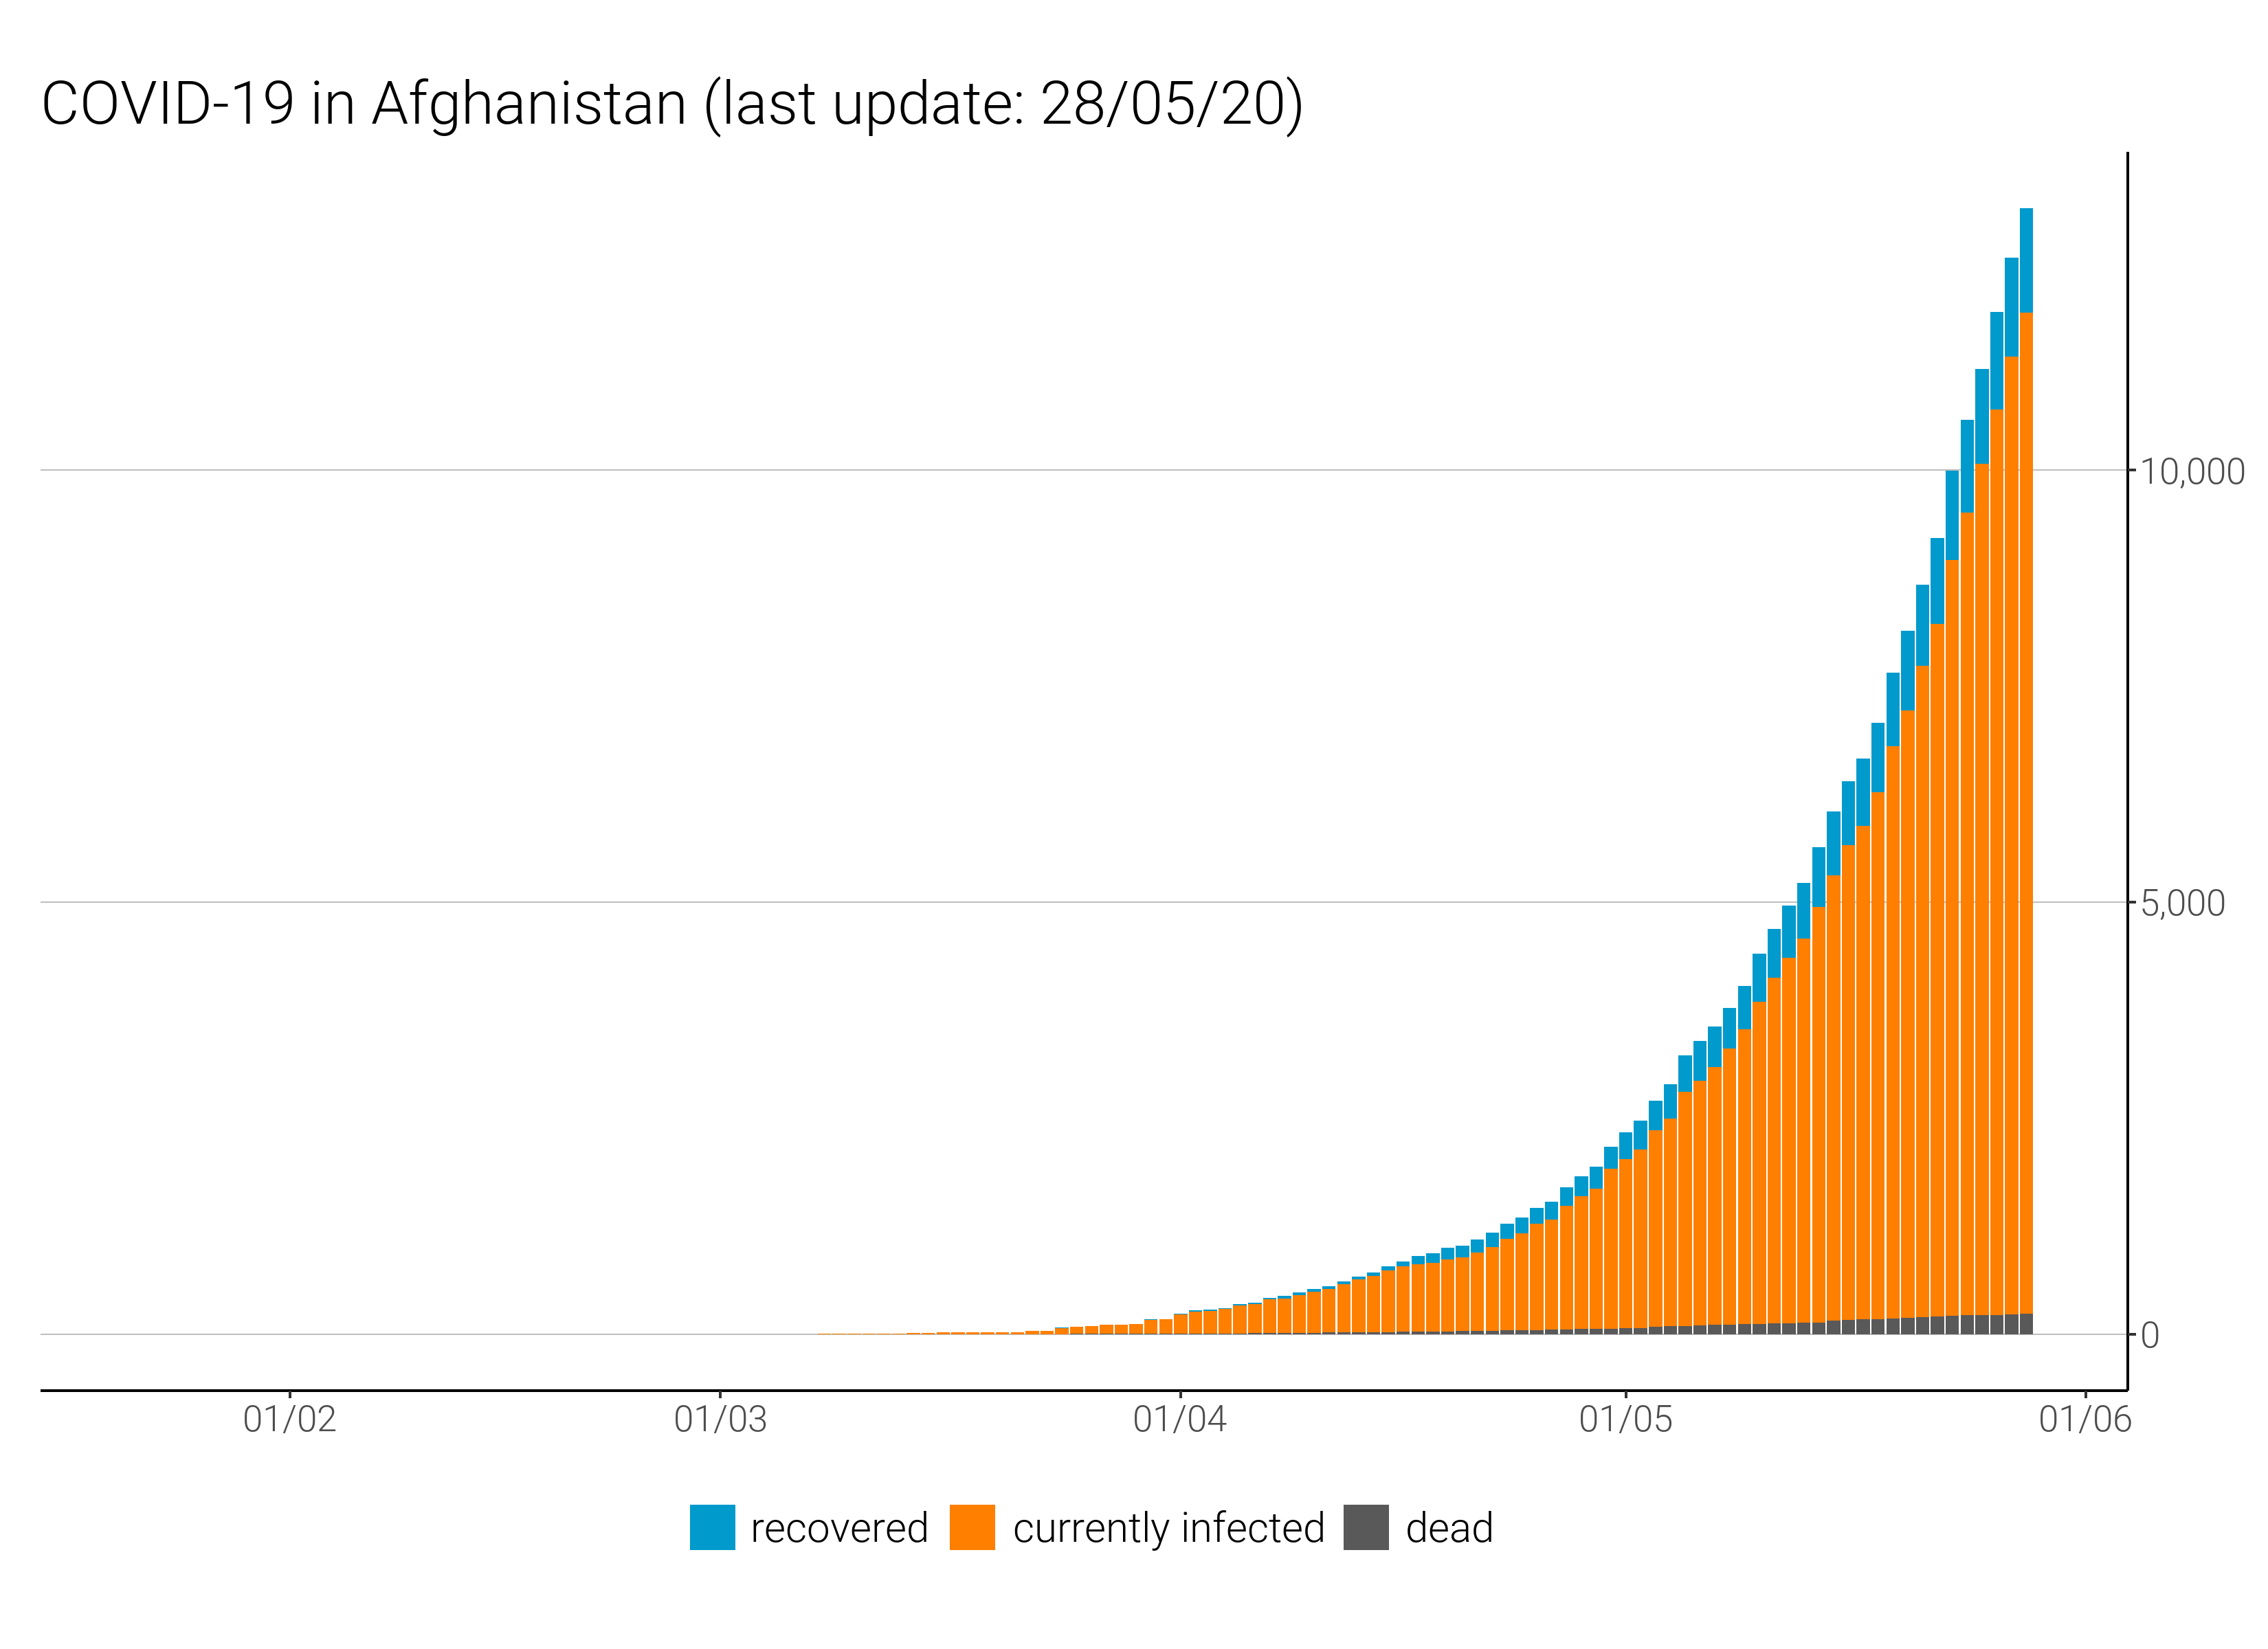 COVID-19 in Afghanistan (last update: 28/05/20)
10,000
5,000
0
01/02 01/03 01/04 01/05 01/06
recovered currently infected dead